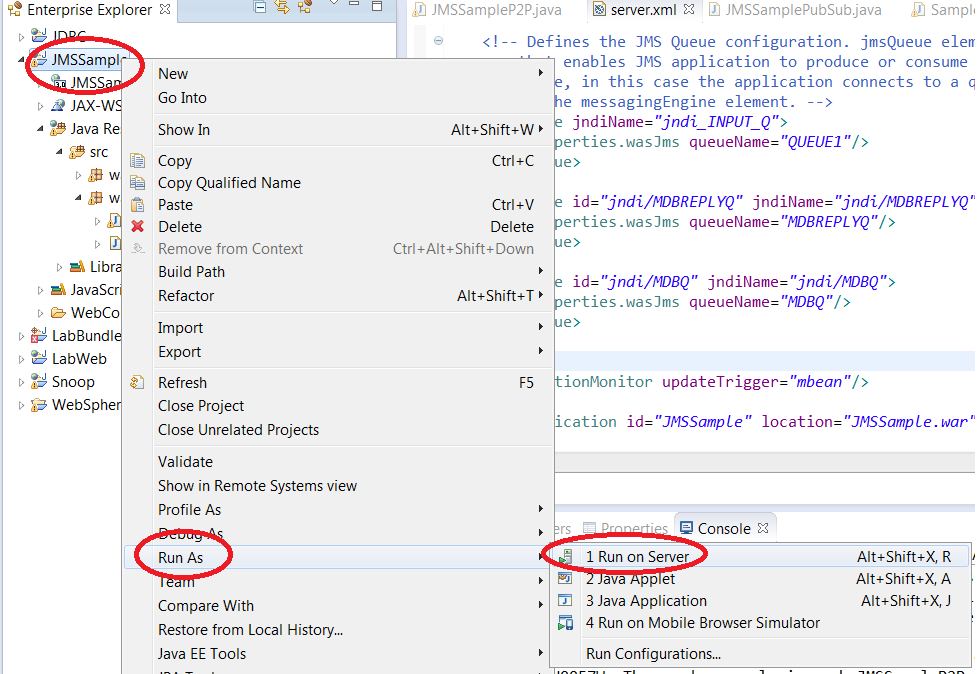 Enterprise Explorer
JMSSampleP2P.java
server.xml
JMSSamplePubSub.java
Sampl
JDBC
JMSSample
JMSSam
JAX-WS
Java Re
src
w
w
Libra
JavaScri
WebCo
LabBundle
LabWeb
Snoop
WebSpher
New
Go Into
Show In Alt+Shift+W
Copy Ctrl+C
Copy Qualified Name
Paste Ctrl+V
Delete Delete
Remove from Context Ctrl+Alt+Shift+Down
Build Path
Refactor Alt+Shift+T
Import
Export
Refresh F5
Close Project
Close Unrelated Projects
Validate
Show in Remote Systems view
Profile As
Debug As
Run As
Team
Compare With
Restore from Local History...
Java EE Tools
<!-- Defines the JMS Queue configuration. jmsQueue elem
that enables JMS application to produce or consume
e, in this case the application connects to a q
he messagingEngine element. -->
e jndiName="jndi_INPUT_Q">
perties.wasJms queueName="QUEUE1"/>
ue>
e id="jndi/MDBREPLYQ" jndiName="jndi/MDBREPLYQ"
perties.wasJms queueName="MDBREPLYQ"/>
ue>
e id="jndi/MDBQ" jndiName="jndi/MDBQ">
perties.wasJms queueName="MDBQ"/>
ue>
tionMonitor updateTrigger="mbean"/>
ication id="JMSSample" location="JMSSample.war"
ers
Properties
Console
1 Run on Server Alt+Shift+X, R
2 Java Applet Alt+Shift+X, A
3 Java Application Alt+Shift+X, J
4 Run on Mobile Browser Simulator
Run Configurations...